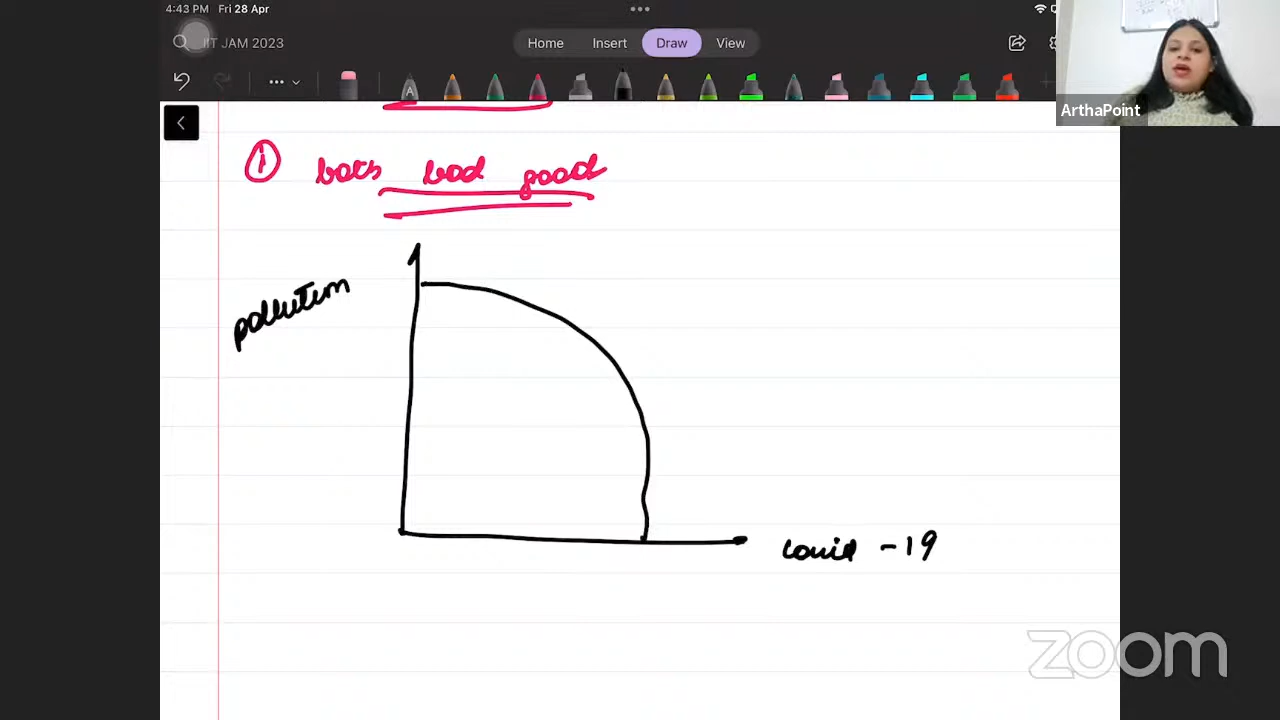 4:43 PM Fri 28 Apr
IIT JAM 2023
Home Insert Draw View
A
ArthaPoint
① bads bad good
pollution
covid -19
zoom